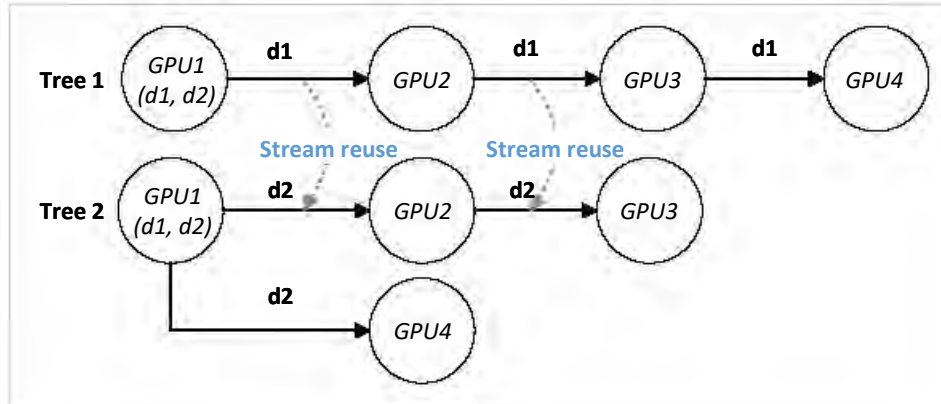 d1 d1 d1
Tree 1 GPU1 (d1, d2) GPU2 GPU3 GPU4
Stream reuse Stream reuse
d2 d2
Tree 2 GPU1 (d1, d2) GPU2 GPU3
d2
GPU4